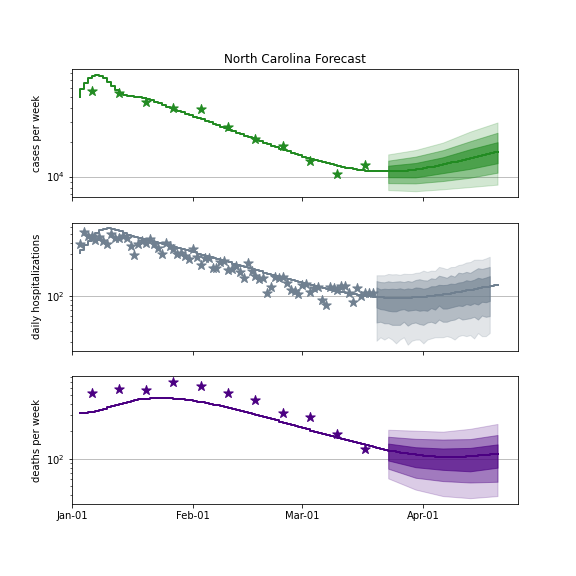 North Carolina Forecast
cases per week
10⁴
daily hospitalizations
10²
deaths per week
10²
Jan-01
Feb-01
Mar-01
Apr-01